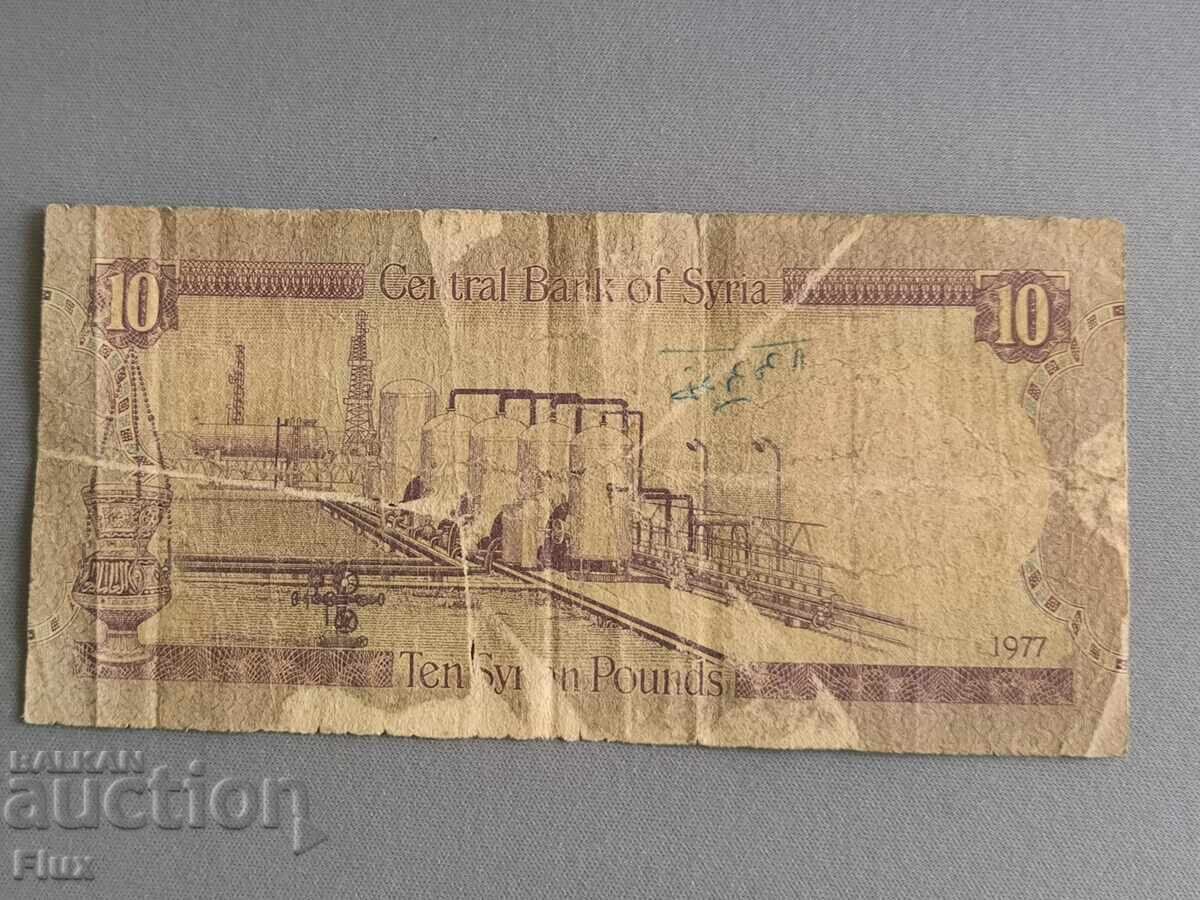 10 Central Bank of Syria 10
1977
Ten Syrian Pounds
BALKAN
auction
Flux